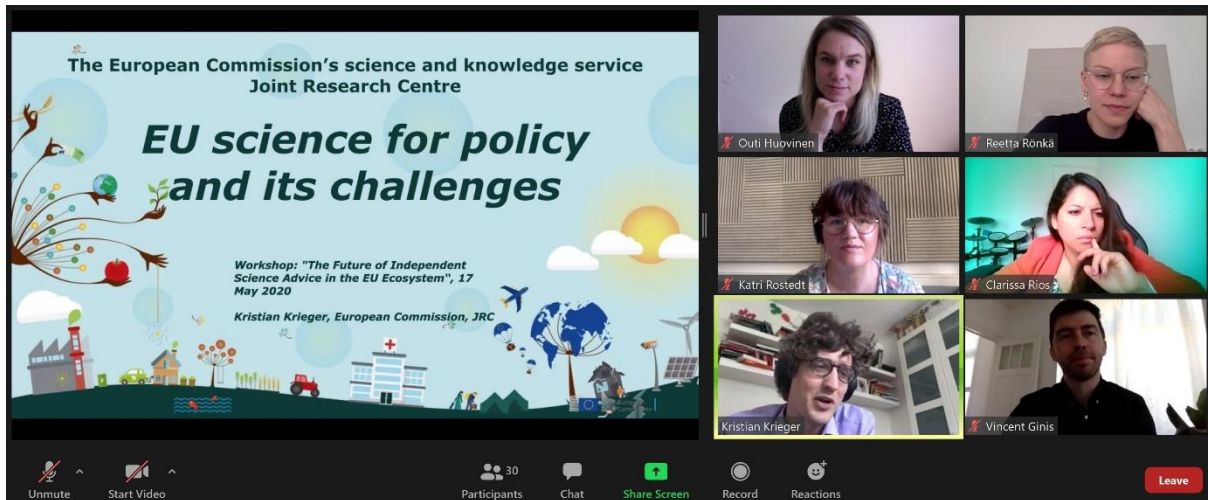 The European Commission's science and knowledge service
Joint Research Centre
EU science for policy
and its challenges
Workshop: "The Future of Independent
Science Advice in the EU Ecosystem", 17
May 2020
Kristian Krieger, European Commission, JRC
Outi Huovinen
Reetta Rönkä
Katri Rostedt
Clarissa Rios
Kristian Krieger
Vincent Ginis
Unmute
Start Video
30
Participants
Chat
Share Screen
Record
Reactions
Leave